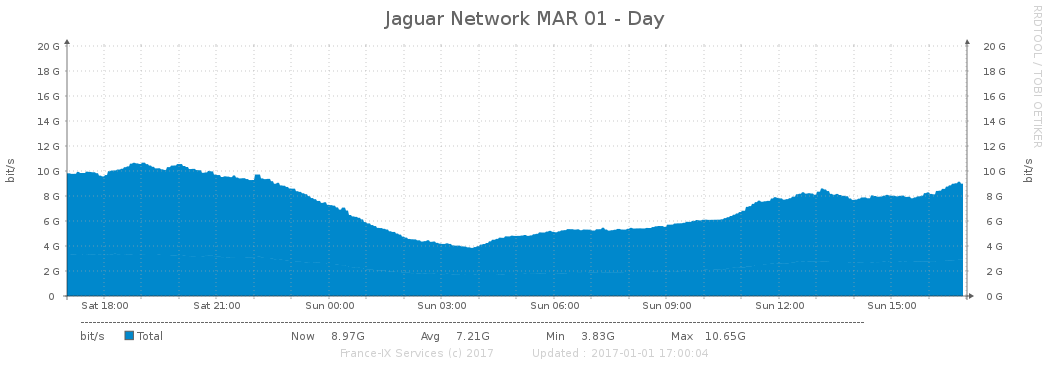 Jaguar Network MAR 01 - Day
RRDTOOL / TOBI OETIKER
bit/s
bit/s
20 G 20 G
18 G 18 G
16 G 16 G
14 G 14 G
12 G 12 G
10 G 10 G
8 G 8 G
6 G 6 G
4 G 4 G
2 G 2 G
0 0 G
Sat 18:00 Sat 21:00 Sun 00:00 Sun 03:00 Sun 06:00 Sun 09:00 Sun 12:00 Sun 15:00
bit/s Total Now 8.97G Avg 7.21G Min 3.83G Max 10.65G
France-IX Services (c) 2017 Updated : 2017-01-01 17:00:04